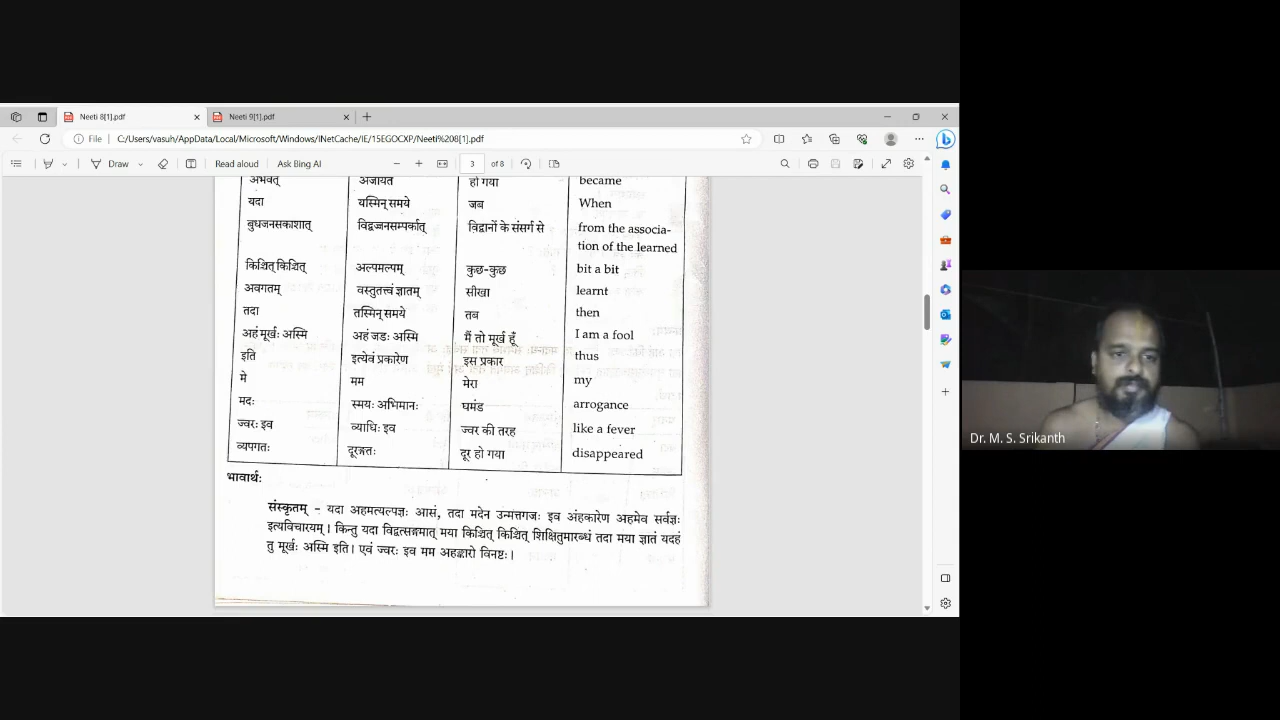 Neeti 8[1].pdf
Neeti 9[1].pdf
File
C:/Users/vasuh/AppData/Local/Microsoft/Windows/INetCache/IE/15EGOCXP/Neeti%208[1].pdf
Draw
Read aloud
Ask Bing AI
3 of 8
अभवत् अजायत हो गया became
यदा यस्मिन् समये जब When
बुधजनसकाशात् विद्वज्जनसम्पर्कात् विद्वानों के संसर्ग से from the associa-
tion of the learned
किञ्चित् किञ्चित् अल्पमल्पम् कुछ-कुछ bit a bit
अवगतम् वस्तुतत्त्वं ज्ञातम् सीखा learnt
तदा तस्मिन् समये तब then
अहं मूर्खः अस्मि अहं जडः अस्मि मैं तो मूर्ख हूँ I am a fool
इति इत्येवं प्रकारेण इस प्रकार thus
मे मम मेरा my
मदः स्मयः अभिमानः घमंड arrogance
ज्वरः इव व्याधिः इव ज्वर की तरह like a fever
व्यपगतः दूरङ्गतः दूर हो गया disappeared
भावार्थः
संस्कृतम् - यदा अहमत्यल्पज्ञः आसं, तदा मदेन उन्मत्तगजः इव अंहकारेण अहमेव सर्वज्ञः
इत्यविचारयम्। किन्तु यदा विद्वत्सङ्गमात् मया किञ्चित् किञ्चित् शिक्षितुमारब्धं तदा मया ज्ञातं यदहं
तु मूर्खः अस्मि इति। एवं ज्वरः इव मम अहङ्कारो विनष्टः।
Dr. M. S. Srikanth